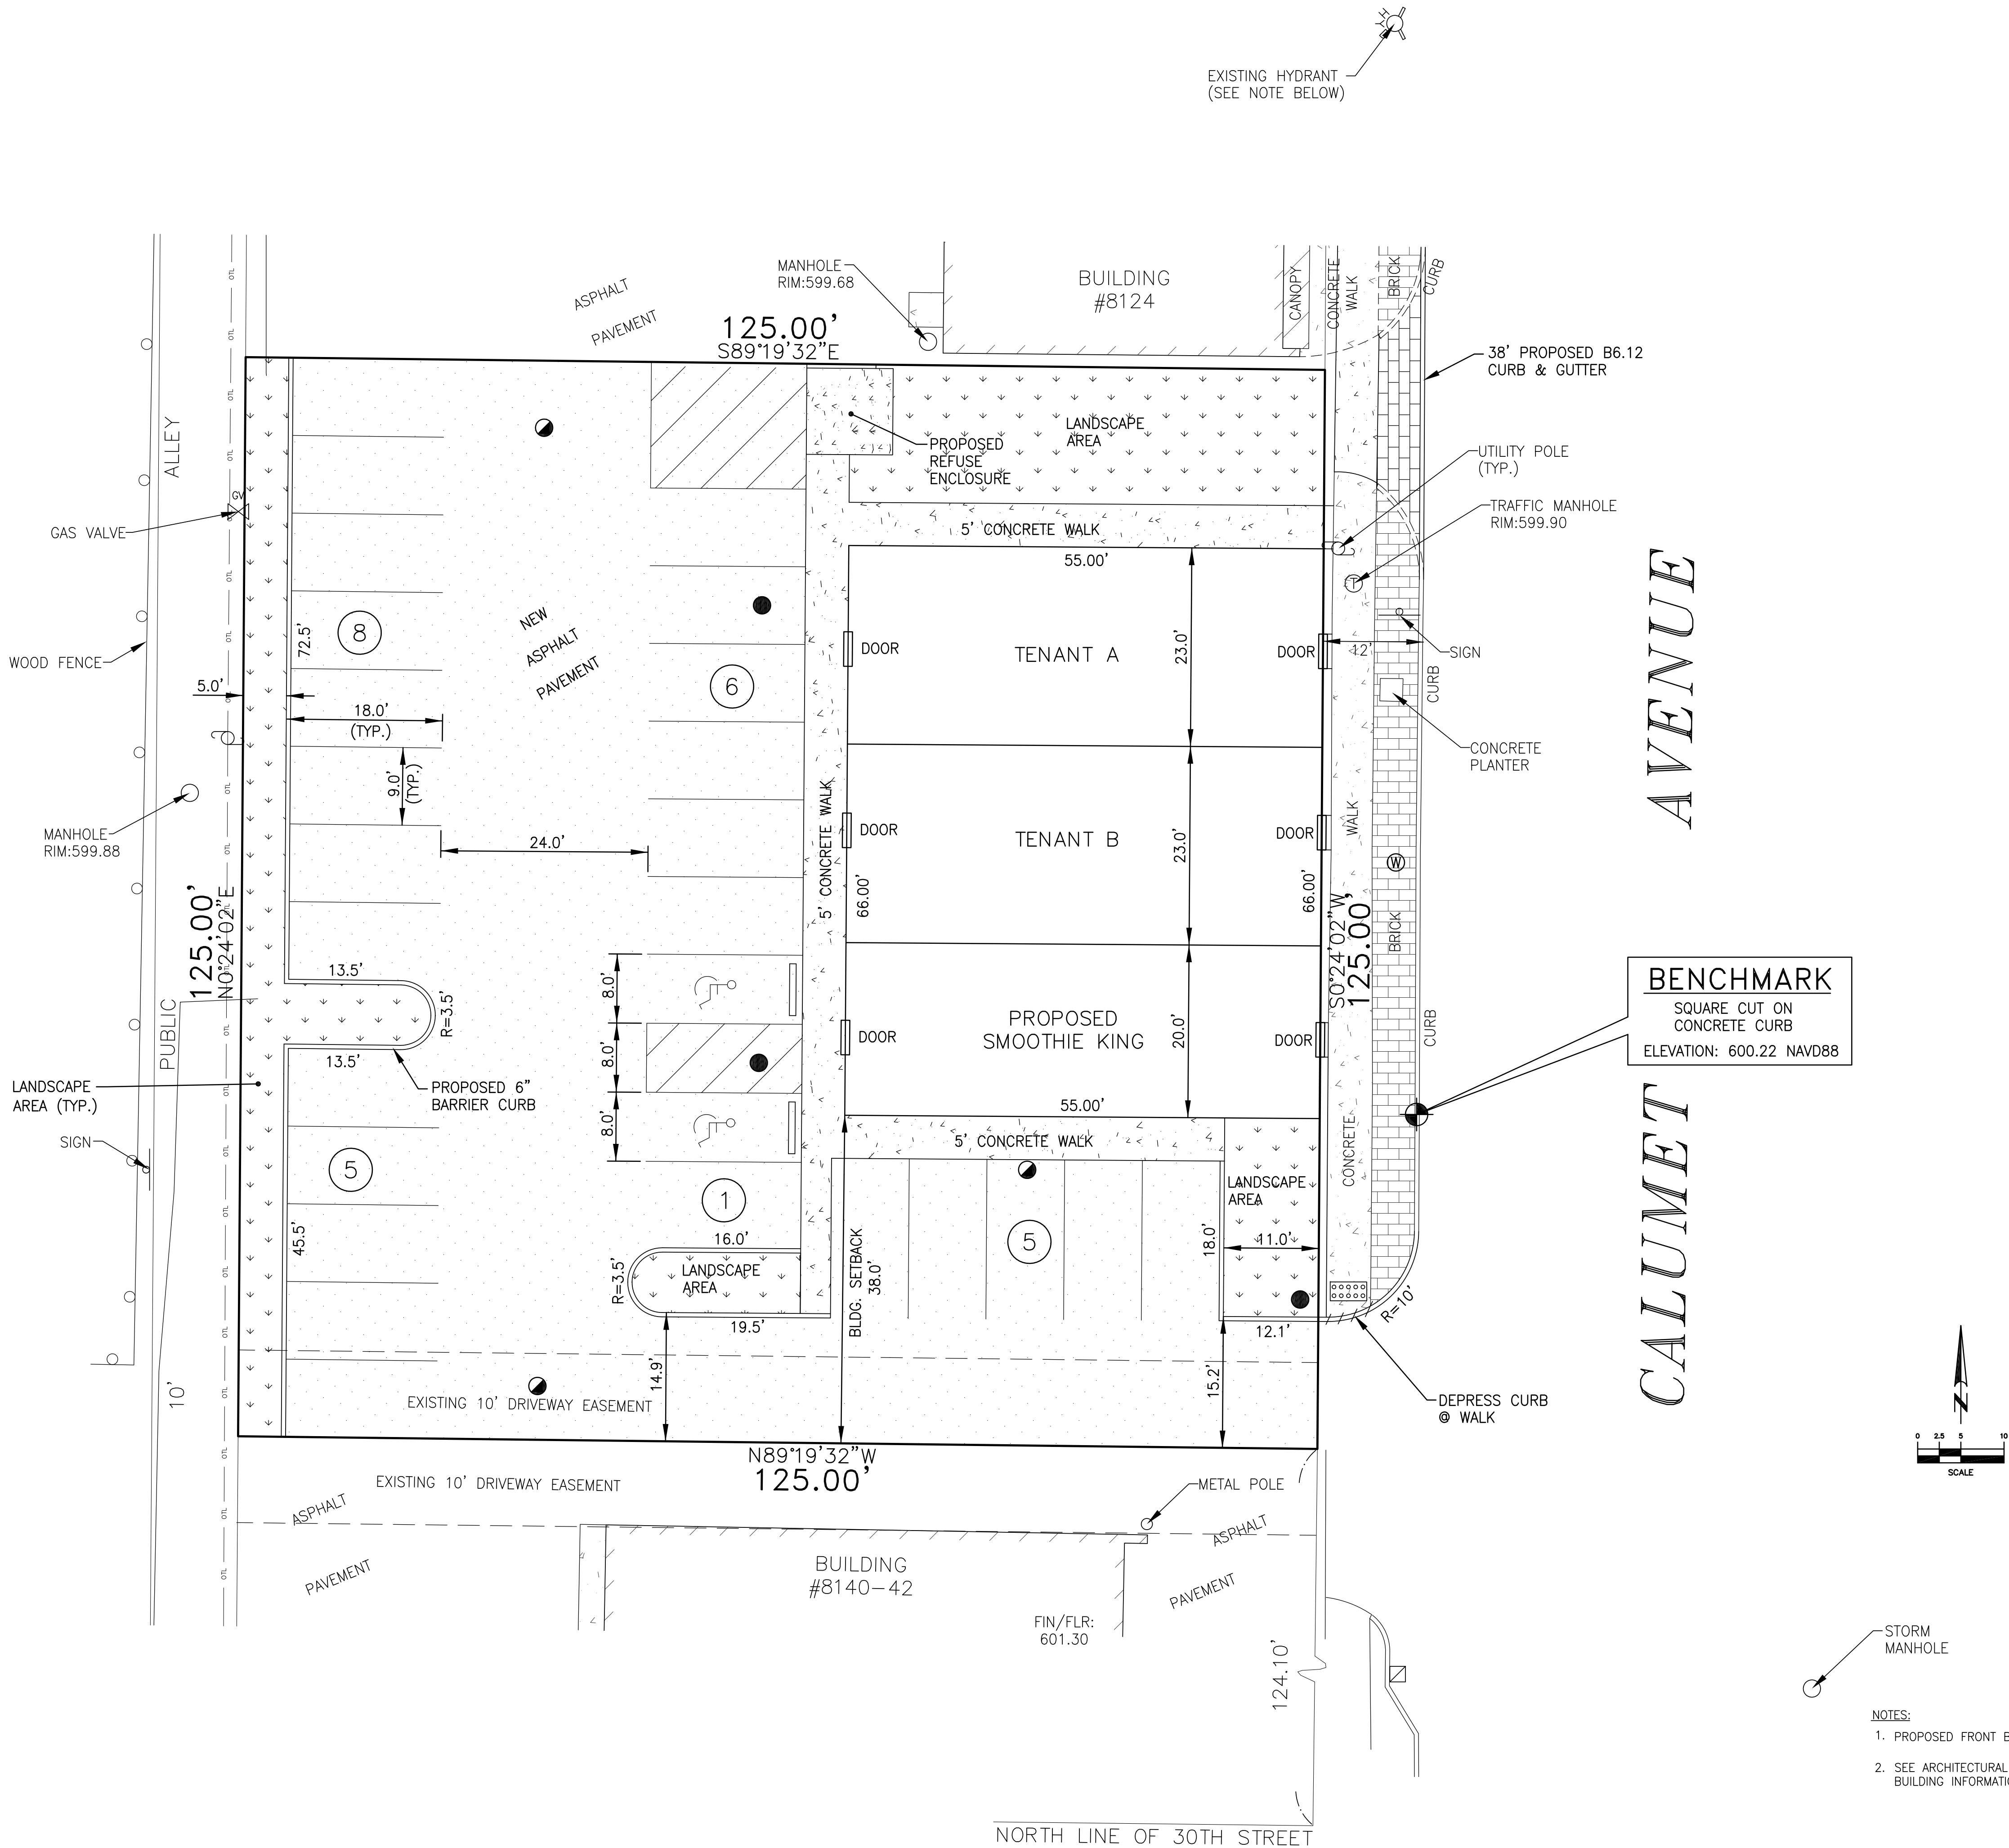 HYD
EXISTING HYDRANT
(SEE NOTE BELOW)
MANHOLE
RIM:599.68
BUILDING
#8124
CANOPY
CONCRETE
WALK
BRICK
CURB
ASPHALT
PAVEMENT
125.00'
S89°19'32"E
38' PROPOSED B6.12
CURB & GUTTER
ALLEY
LANDSCAPE
AREA
PROPOSED
REFUSE
ENCLOSURE
UTILITY POLE
(TYP.)
TRAFFIC MANHOLE
RIM:599.90
GV
GAS VALVE
5' CONCRETE WALK
55.00'
T
8
72.5'
NEW
ASPHALT
PAVEMENT
6
DOOR
TENANT A
23.0'
DOOR
12'
SIGN
CURB
WOOD FENCE
5.0'
18.0'
(TYP.)
9.0'
(TYP.)
CONCRETE
PLANTER
AVENUE
MANHOLE
RIM:599.88
24.0'
5' CONCRETE WALK
DOOR
TENANT B
23.0'
DOOR
WALK
W
66.00'
66.00'
BRICK
125.00'
N0°24'02"E
S0°24'02"W
125.00'
13.5'
R=3.5'
13.5'
8.0'
8.0'
8.0'
PROPOSED
SMOOTHIE KING
20.0'
DOOR
DOOR
CURB
BENCHMARK
SQUARE CUT ON
CONCRETE CURB
ELEVATION: 600.22 NAVD88
PUBLIC
LANDSCAPE
AREA (TYP.)
PROPOSED 6"
BARRIER CURB
55.00'
SIGN
5' CONCRETE WALK
CONCRETE
5
1
LANDSCAPE
AREA
45.5'
16.0'
R=3.5'
LANDSCAPE
AREA
19.5'
BLDG. SETBACK
38.0'
5
18.0'
11.0'
12.1'
R=10'
CALUMET
10'
14.9'
15.2'
DEPRESS CURB
@ WALK
EXISTING 10' DRIVEWAY EASEMENT
N89°19'32"W
125.00'
N
0 2.5 5 10
SCALE
EXISTING 10' DRIVEWAY EASEMENT
METAL POLE
ASPHALT
PAVEMENT
BUILDING
#8140-42
ASPHALT
PAVEMENT
FIN/FLR:
601.30
124.10'
STORM
MANHOLE
NOTES:
1. PROPOSED FRONT
2. SEE ARCHITECTURAL
BUILDING
NORTH LINE OF 30TH STREET